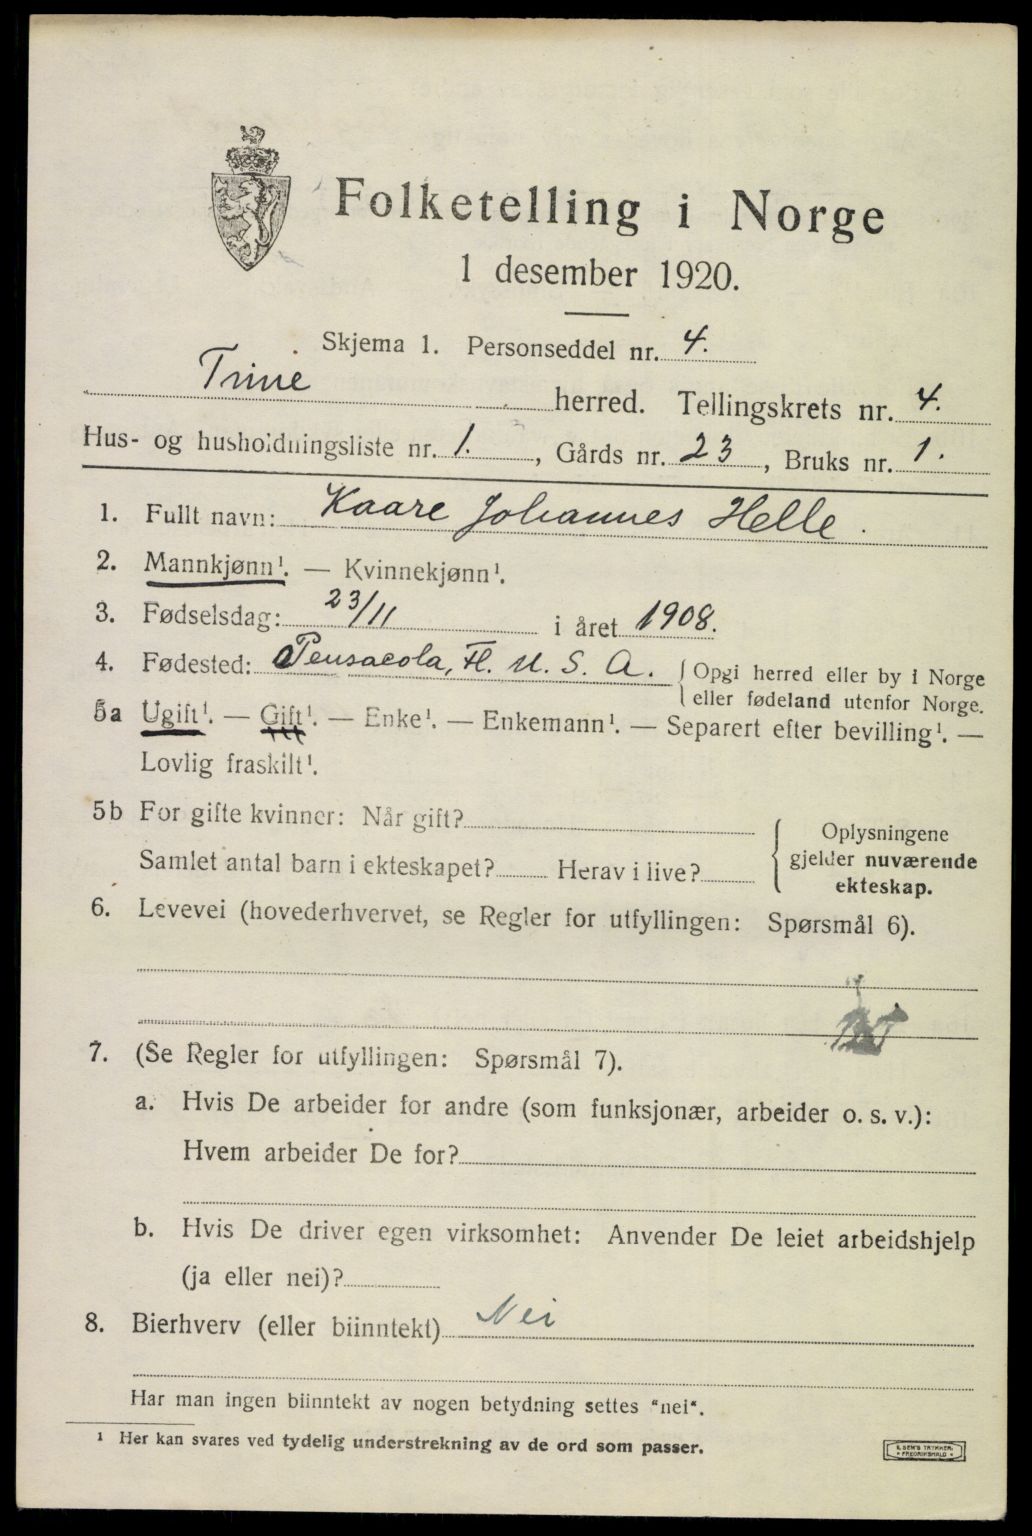 Folketelling i Norge
1 desember 1920.
Skjema 1. Personseddel nr. 4.
herred. Tellingskrets nr. 4.
Hus- og husholdningsliste nr. 1. , Gårds nr. 23 , Bruks nr. 1.
1. Fullt navn: Kaare Johannes Helle.
2. Mannkjønn¹. — Kvinnekjønn¹.
3. Fødselsdag: 23/11 i året 1908.
4. Fødested: Pensacola, Fl. U. S. A. { Opgi herred eller by i Norge
eller fødeland utenfor Norge.
5a Ugift¹. — Gift¹. — Enke¹. — Enkemann¹. — Separert efter bevilling¹. —
Lovlig fraskilt¹.
5b For gifte kvinner: Når gift?
Samlet antal barn i ekteskapet? Herav i live?
{ Oplysningene
gjelder nuværende
ekteskap.
6. Levevei (hovederhvervet, se Regler for utfyllingen: Spørsmål 6).
7. (Se Regler for utfyllingen: Spørsmål 7).
a. Hvis De arbeider for andre (som funksjonær, arbeider o. s. v.):
Hvem arbeider De for?
b. Hvis De driver egen virksomhet: Anvender De leiet arbeidshjelp
(ja eller nei)?
8. Bierhverv (eller biinntekt) Nei
Har man ingen biinntekt av nogen betydning settes "nei".
¹ Her kan svares ved tydelig understrekning av de ord som passer.